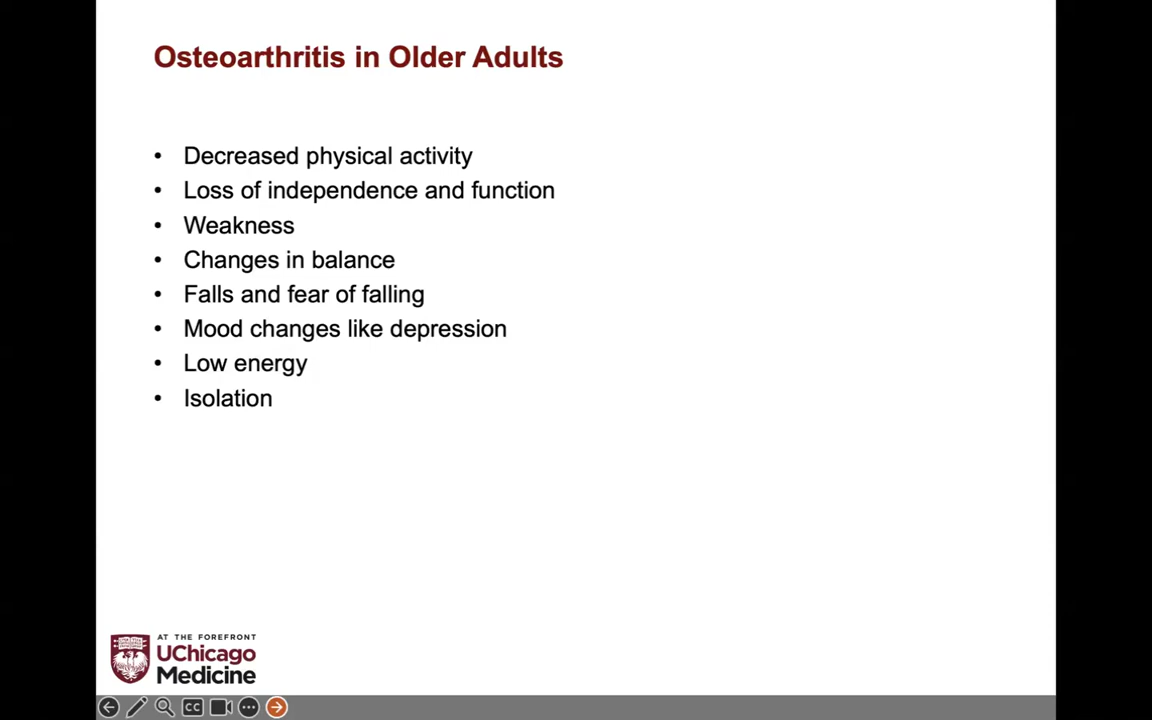 Osteoarthritis in Older Adults
• Decreased physical activity
• Loss of independence and function
• Weakness
• Changes in balance
• Falls and fear of falling
• Mood changes like depression
• Low energy
• Isolation
AT THE FOREFRONT
UChicago
Medicine
CC